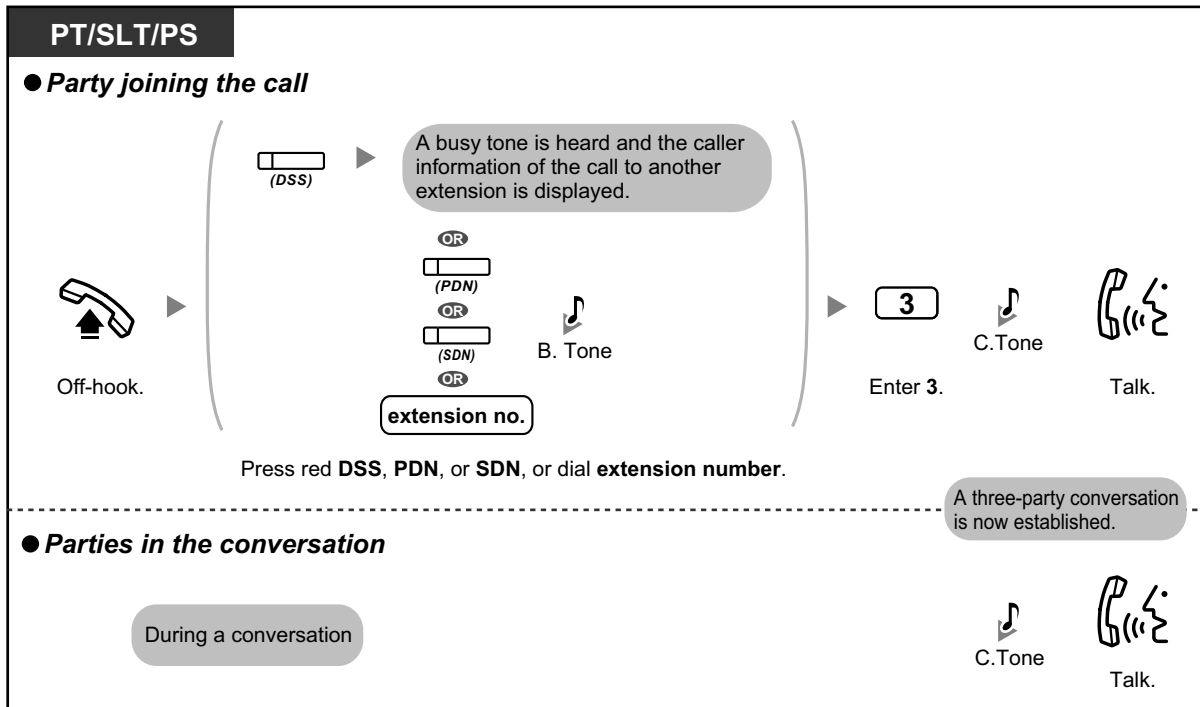 PT/SLT/PS
● Party joining the call
A busy tone is heard and the caller
information of the call to another
extension is displayed.
(DSS)
OR
(PDN)
OR
(SDN)
B. Tone
OR
extension no.
3
C.Tone
Off-hook.
Enter 3.
Talk.
Press red DSS, PDN, or SDN, or dial extension number.
A three-party conversation
is now established.
● Parties in the conversation
During a conversation
C.Tone
Talk.